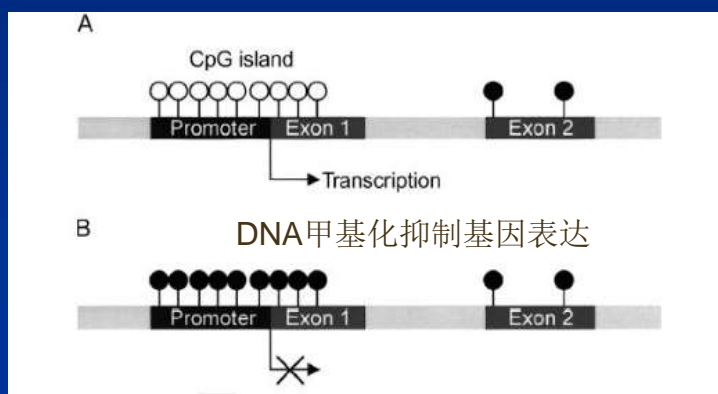 A
CpG island
Promoter Exon 1 Exon 2
Transcription
B
DNA甲基化抑制基因表达
Promoter Exon 1 Exon 2